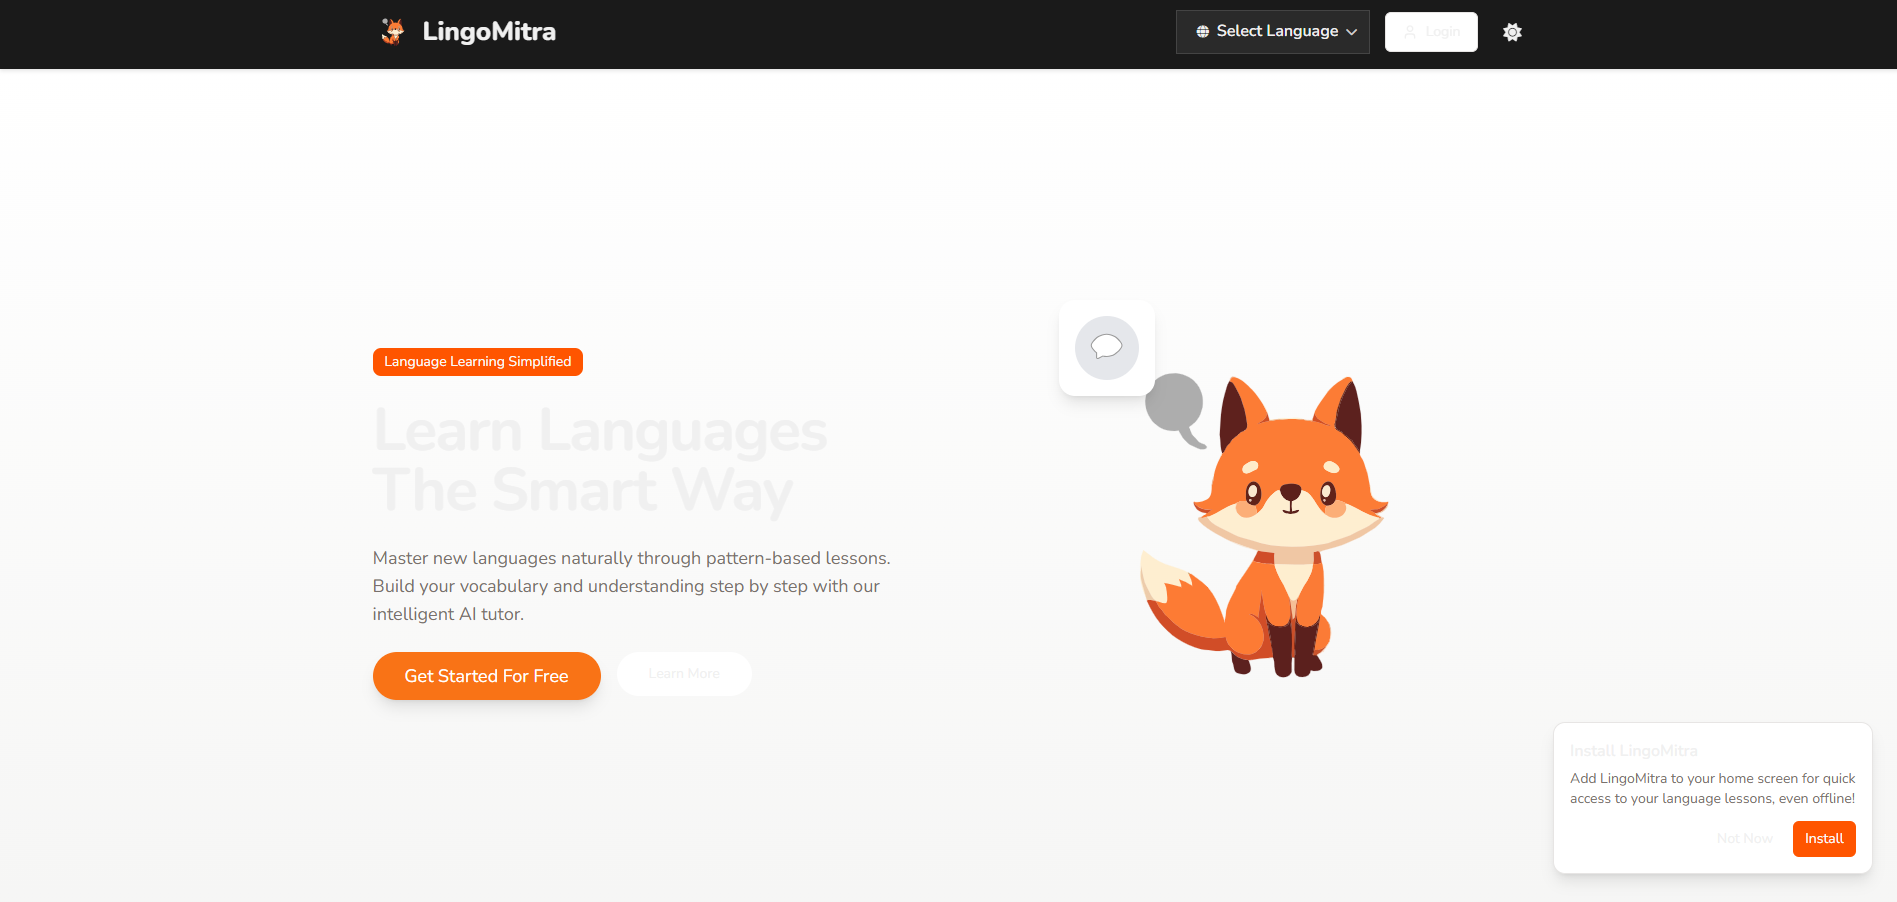 LingoMitra
Select Language
Login
Language Learning Simplified
Learn Languages
The Smart Way
Master new languages naturally through pattern-based lessons.
Build your vocabulary and understanding step by step with our
intelligent AI tutor.
Get Started For Free
Learn More
Install LingoMitra
Add LingoMitra to your home screen for quick
access to your language lessons, even offline!
Not Now
Install